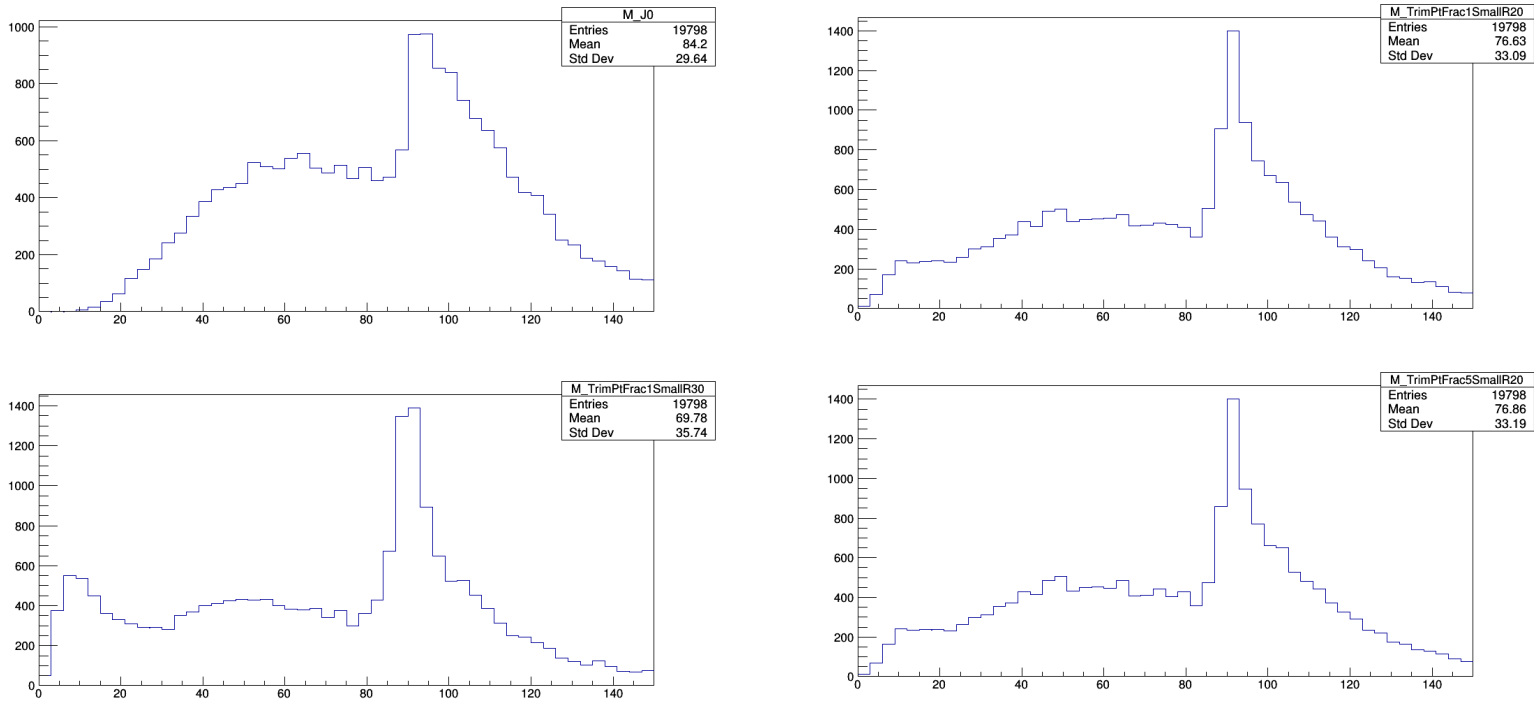 M_J0
Entries 19798
Mean 84.2
Std Dev 29.64
1000
800
600
400
200
0
0 20 40 60 80 100 120 140
M_TrimPtFrac1SmallR20
Entries 19798
Mean 76.63
Std Dev 33.09
1400
1200
1000
800
600
400
200
0
0 20 40 60 80 100 120 140
M_TrimPtFrac1SmallR30
Entries 19798
Mean 69.78
Std Dev 35.74
1400
1200
1000
800
600
400
200
0
0 20 40 60 80 100 120 140
M_TrimPtFrac5SmallR20
Entries 19798
Mean 76.86
Std Dev 33.19
1400
1200
1000
800
600
400
200
0
0 20 40 60 80 100 120 140